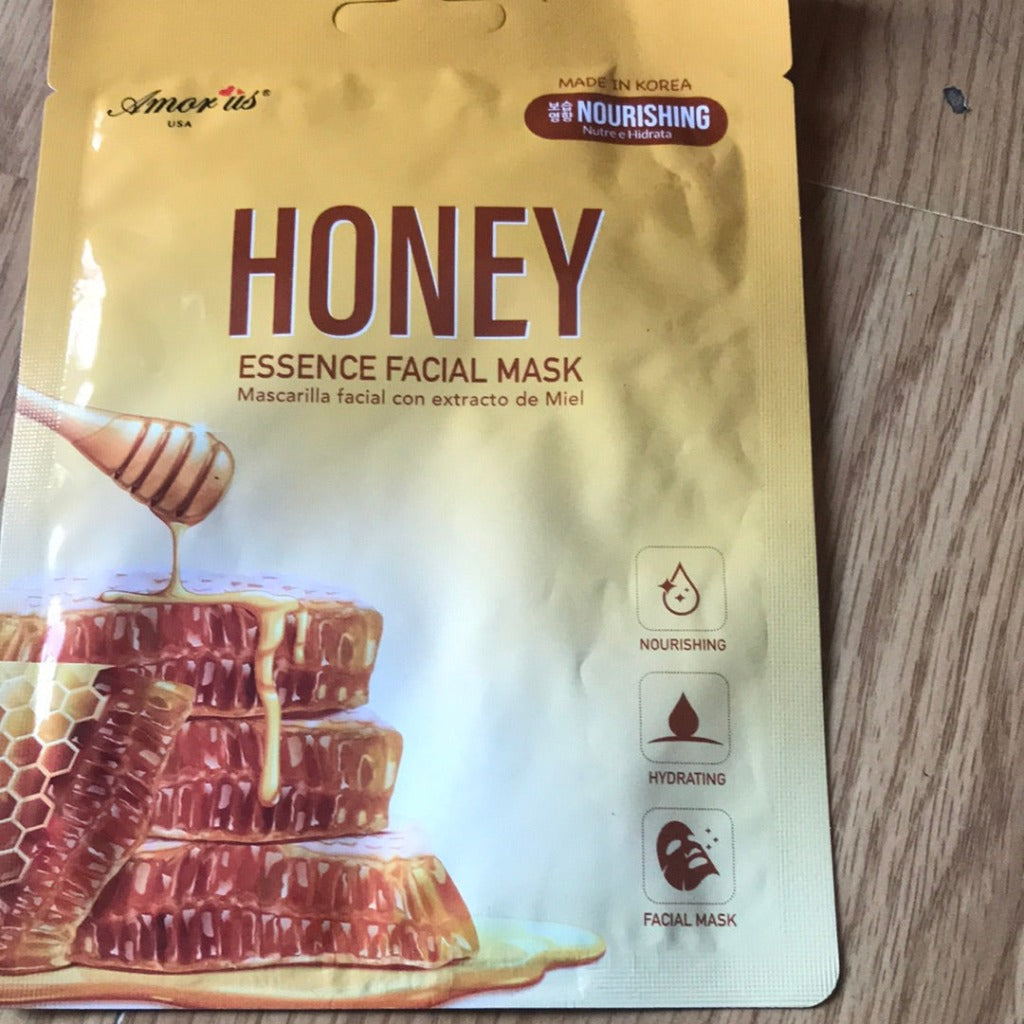 Amor us®
USA
MADE IN KOREA
보습
영향 NOURISHING
Nutre e Hidrata
HONEY
ESSENCE FACIAL MASK
Mascarilla facial con extracto de Miel
NOURISHING
HYDRATING
FACIAL MASK